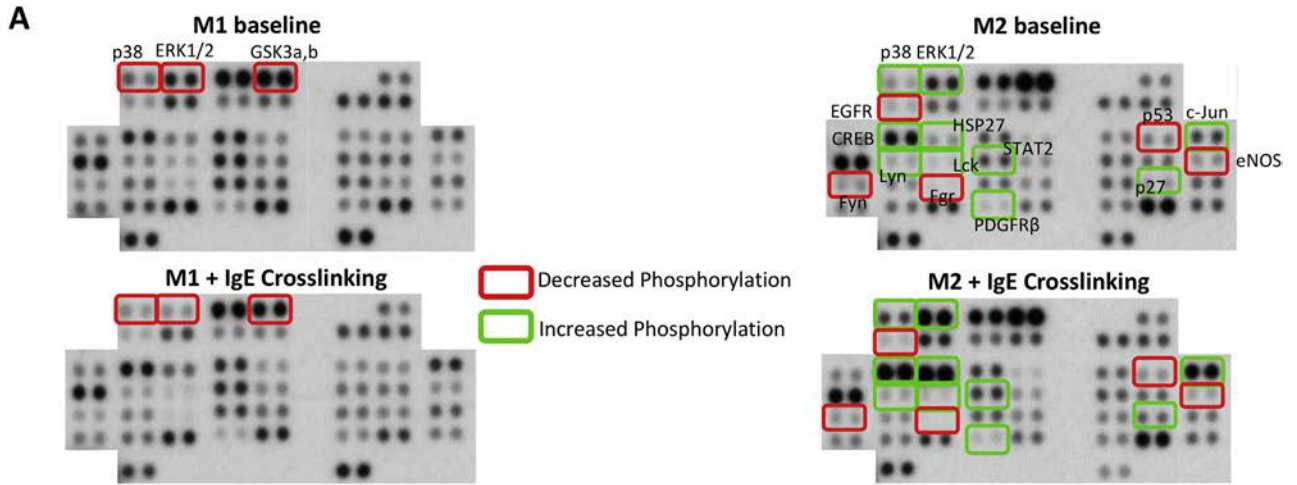 A
M1 baseline
p38 ERK1/2 GSK3a,b
M2 baseline
p38 ERK1/2
EGFR
p53 c-Jun
CREB
HSP27
STAT2
eNOS
Lyn
Lck
p27
Fyn
Fgr
PDGFRβ
M1 + IgE Crosslinking
Decreased Phosphorylation
Increased Phosphorylation
M2 + IgE Crosslinking